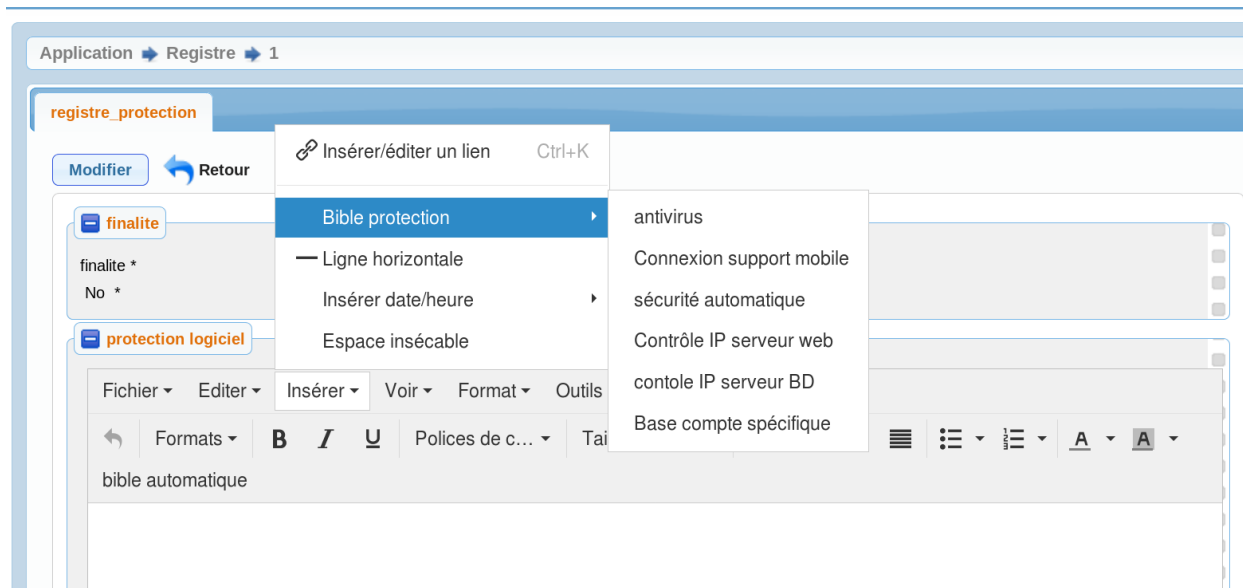 Application Registre 1
registre_protection
Insérer/éditer un lien Ctrl+K
Modifier Retour
Bible protection antivirus
finalite
Ligne horizontale Connexion support mobile
finalite *
No *
Insérer date/heure sécurité automatique
Espace insécable Contrôle IP serveur web
protection logiciel
contole IP serveur BD
Fichier Editer Insérer Voir Format Outils
Base compte spécifique
Formats B I U Polices de c... Tai A A
bible automatique